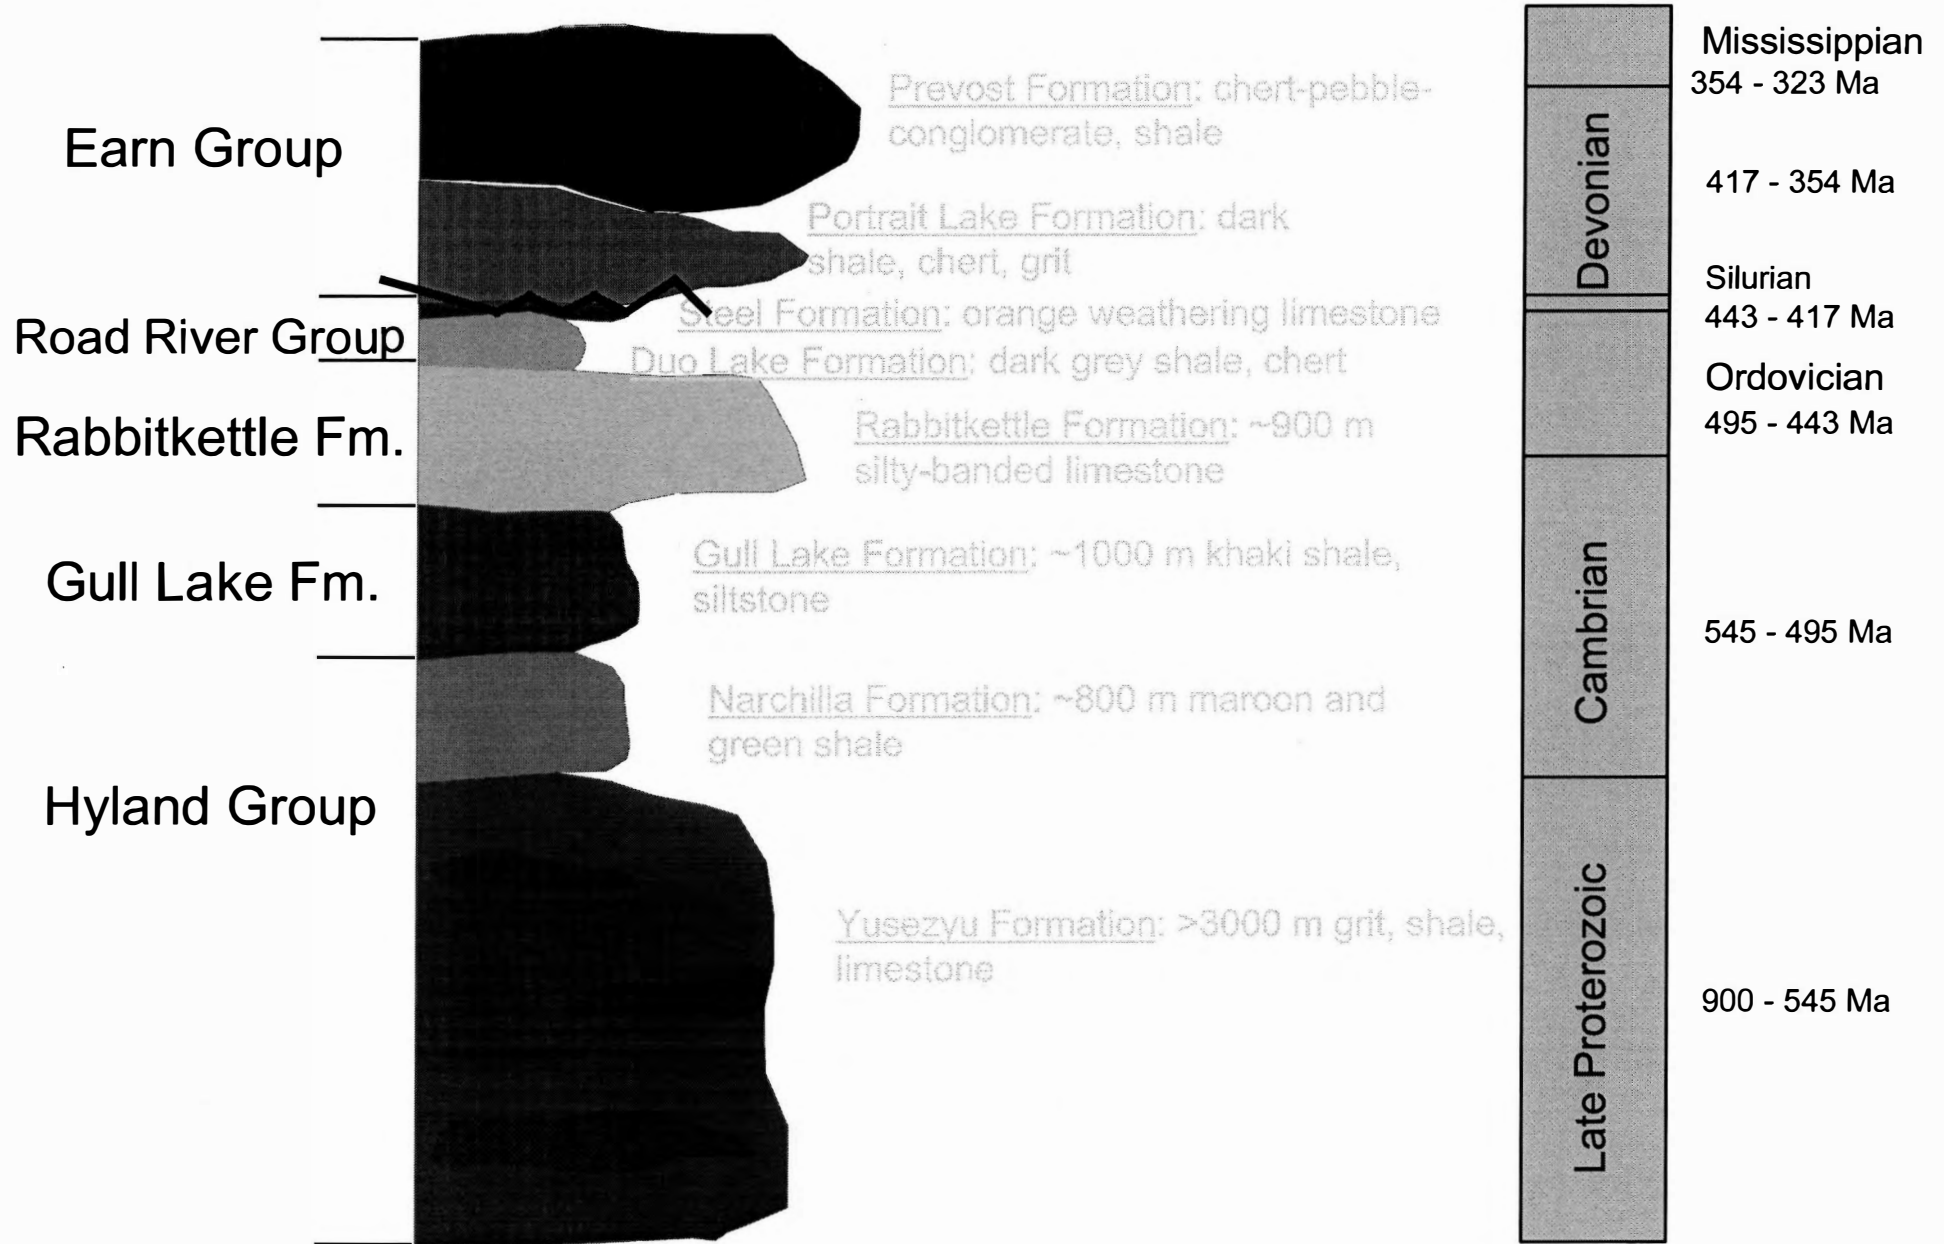 Earn Group
Road River Group
Rabbitkettle Fm.
Gull Lake Fm.
Hyland Group
Prevost Formation: chert-pebble-
conglomerate, shale
Portrait Lake Formation: dark
shale, chert, grit
Steel Formation: orange weathering limestone
Duo Lake Formation: dark grey shale, chert
Rabbitkettle Formation: ~900 m
silty-banded limestone
Gull Lake Formation: ~1000 m khaki shale,
siltstone
Narchilla Formation: ~800 m maroon and
green shale
Yusezyu Formation: >3000 m grit, shale,
limestone
Devonian
Cambrian
Late Proterozoic
Mississippian
354 - 323 Ma
417 - 354 Ma
Silurian
443 - 417 Ma
Ordovician
495 - 443 Ma
545 - 495 Ma
900 - 545 Ma